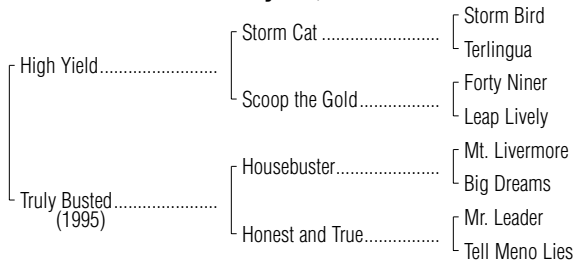 Storm Bird
Storm Cat ......................
Terlingua
High Yield......................
Forty Niner
Scoop the Gold...............
Leap Lively
Mt. Livermore
Housebuster...................
Big Dreams
Truly Busted...................
(1995)
Mr. Leader
Honest and True.............
Tell Meno Lies